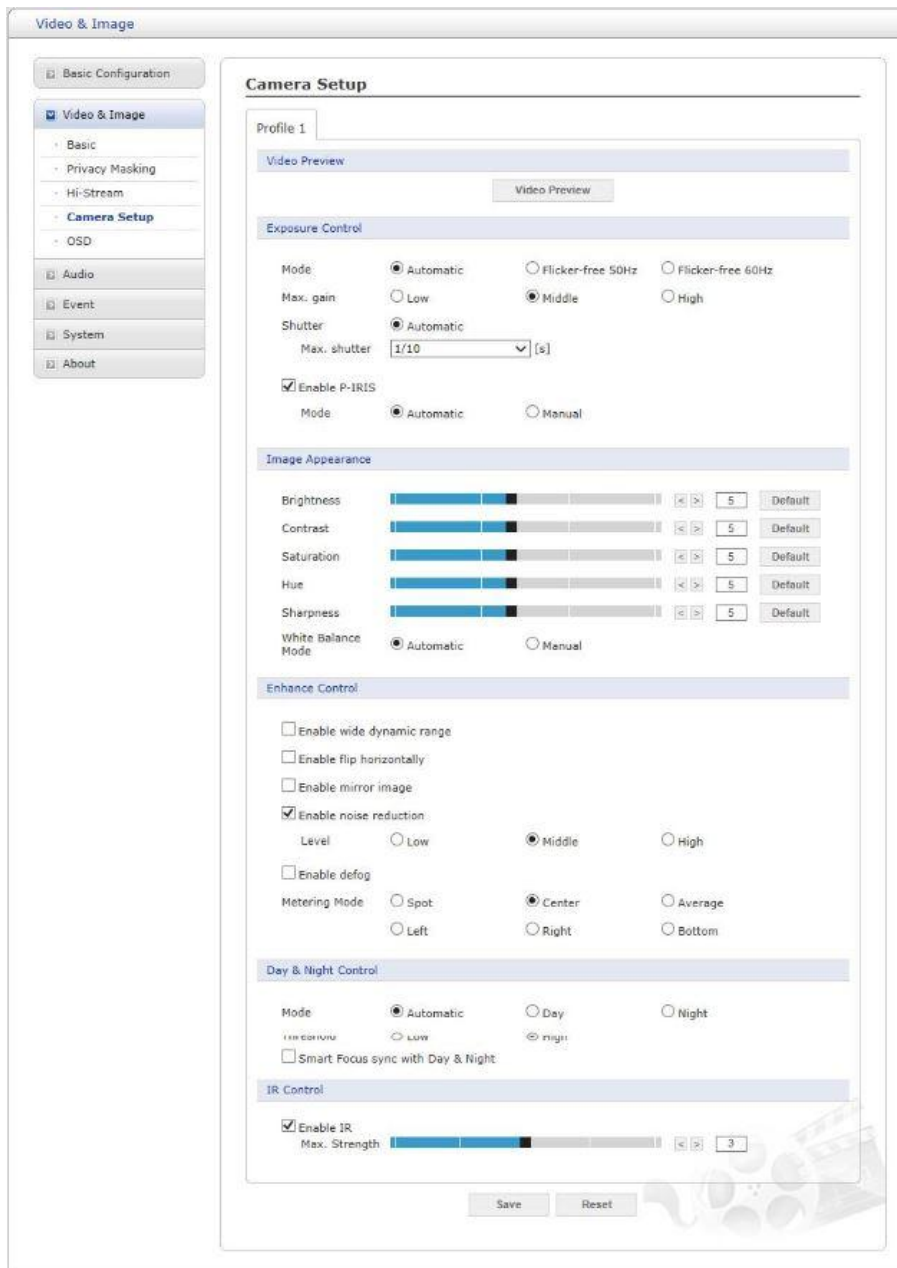 Video & Image
Basic Configuration
Video & Image
Basic
Privacy Masking
Hi-Stream
Camera Setup
OSD
Audio
Event
System
About
Camera Setup
Profile 1
Video Preview
Video Preview
Exposure Control
Mode Automatic Flicker-free 50Hz Flicker-free 60Hz
Max. gain Low Middle High
Shutter Automatic
Max. shutter 1/10 [s]
Enable P-IRIS
Mode Automatic Manual
Image Appearance
Brightness < > 5 Default
Contrast < > 5 Default
Saturation < > 5 Default
Hue < > 5 Default
Sharpness < > 5 Default
White Balance
Mode Automatic Manual
Enhance Control
Enable wide dynamic range
Enable flip horizontally
Enable mirror image
Enable noise reduction
Level Low Middle High
Enable defog
Metering Mode Spot Center Average
Left Right Bottom
Day & Night Control
Mode Automatic Day Night
Threshold Low High
Smart Focus sync with Day & Night
IR Control
Enable IR
Max. Strength < > 3
Save Reset